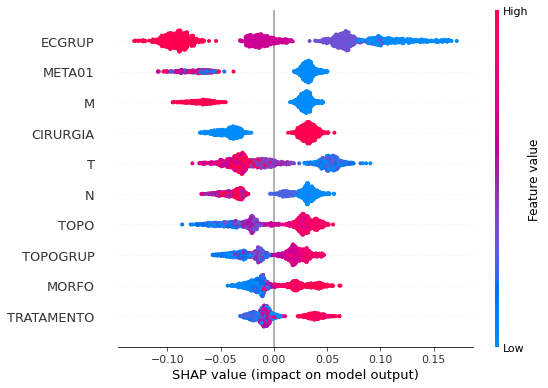 High
ECGRUP
META01
M
CIRURGIA
T
N
TOPO
TOPOGRUP
MORFO
TRATAMENTO
Feature value
Low
−0.10 −0.05 0.00 0.05 0.10 0.15
SHAP value (impact on model output)